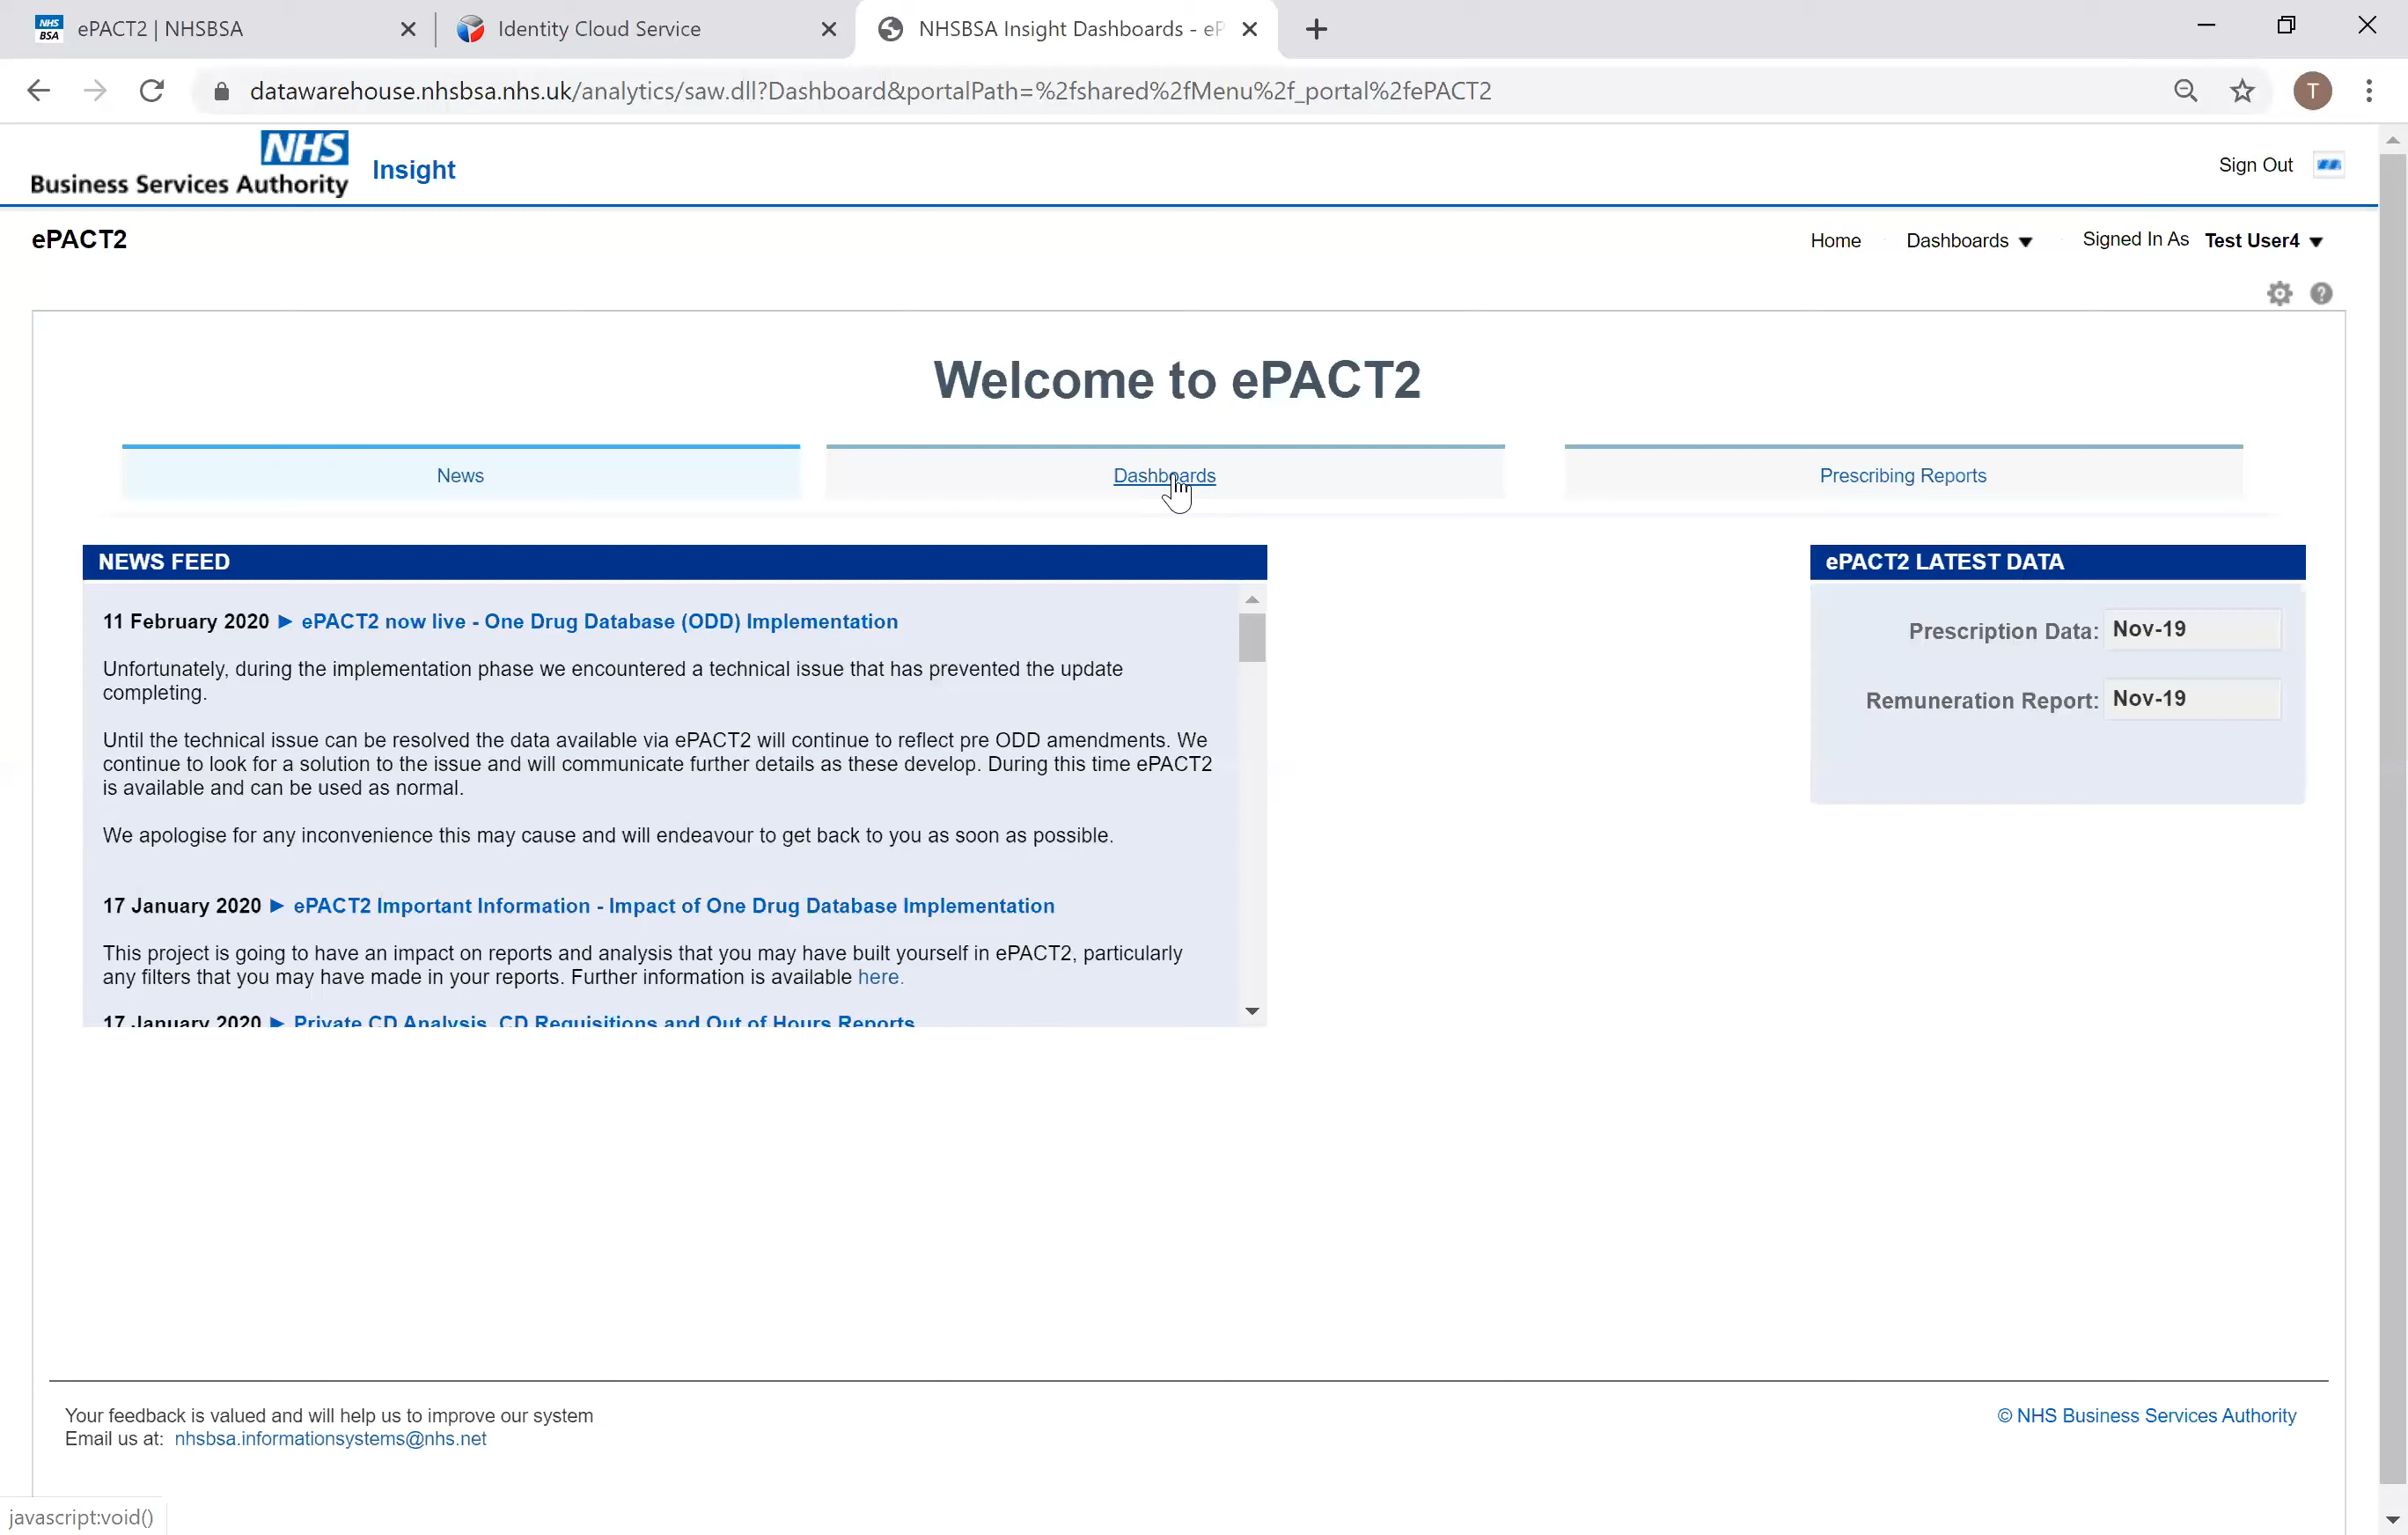 NHS BSA ePACT2 | NHSBSA
Identity Cloud Service
NHSBSA Insight Dashboards - eP
datawarehouse.nhsbsa.nhs.uk/analytics/saw.dll?Dashboard&portalPath=%2fshared%2fMenu%2f_portal%2fePACT2
T
NHS
Business Services Authority
Insight
Sign Out
ePACT2
Home
Dashboards ▼
Signed In As Test User4 ▼
Welcome to ePACT2
News
Dashboards
Prescribing Reports
NEWS FEED
11 February 2020 ► ePACT2 now live - One Drug Database (ODD) Implementation
Unfortunately, during the implementation phase we encountered a technical issue that has prevented the update
completing.
Until the technical issue can be resolved the data available via ePACT2 will continue to reflect pre ODD amendments. We
continue to look for a solution to the issue and will communicate further details as these develop. During this time ePACT2
is available and can be used as normal.
We apologise for any inconvenience this may cause and will endeavour to get back to you as soon as possible.
17 January 2020 ► ePACT2 Important Information - Impact of One Drug Database Implementation
This project is going to have an impact on reports and analysis that you may have built yourself in ePACT2, particularly
any filters that you may have made in your reports. Further information is available here.
17 January 2020 ► Private CD Analysis, CD Requisitions and Out of Hours Reports
ePACT2 LATEST DATA
Prescription Data: Nov-19
Remuneration Report: Nov-19
Your feedback is valued and will help us to improve our system
Email us at: nhsbsa.informationsystems@nhs.net
© NHS Business Services Authority
javascript:void()